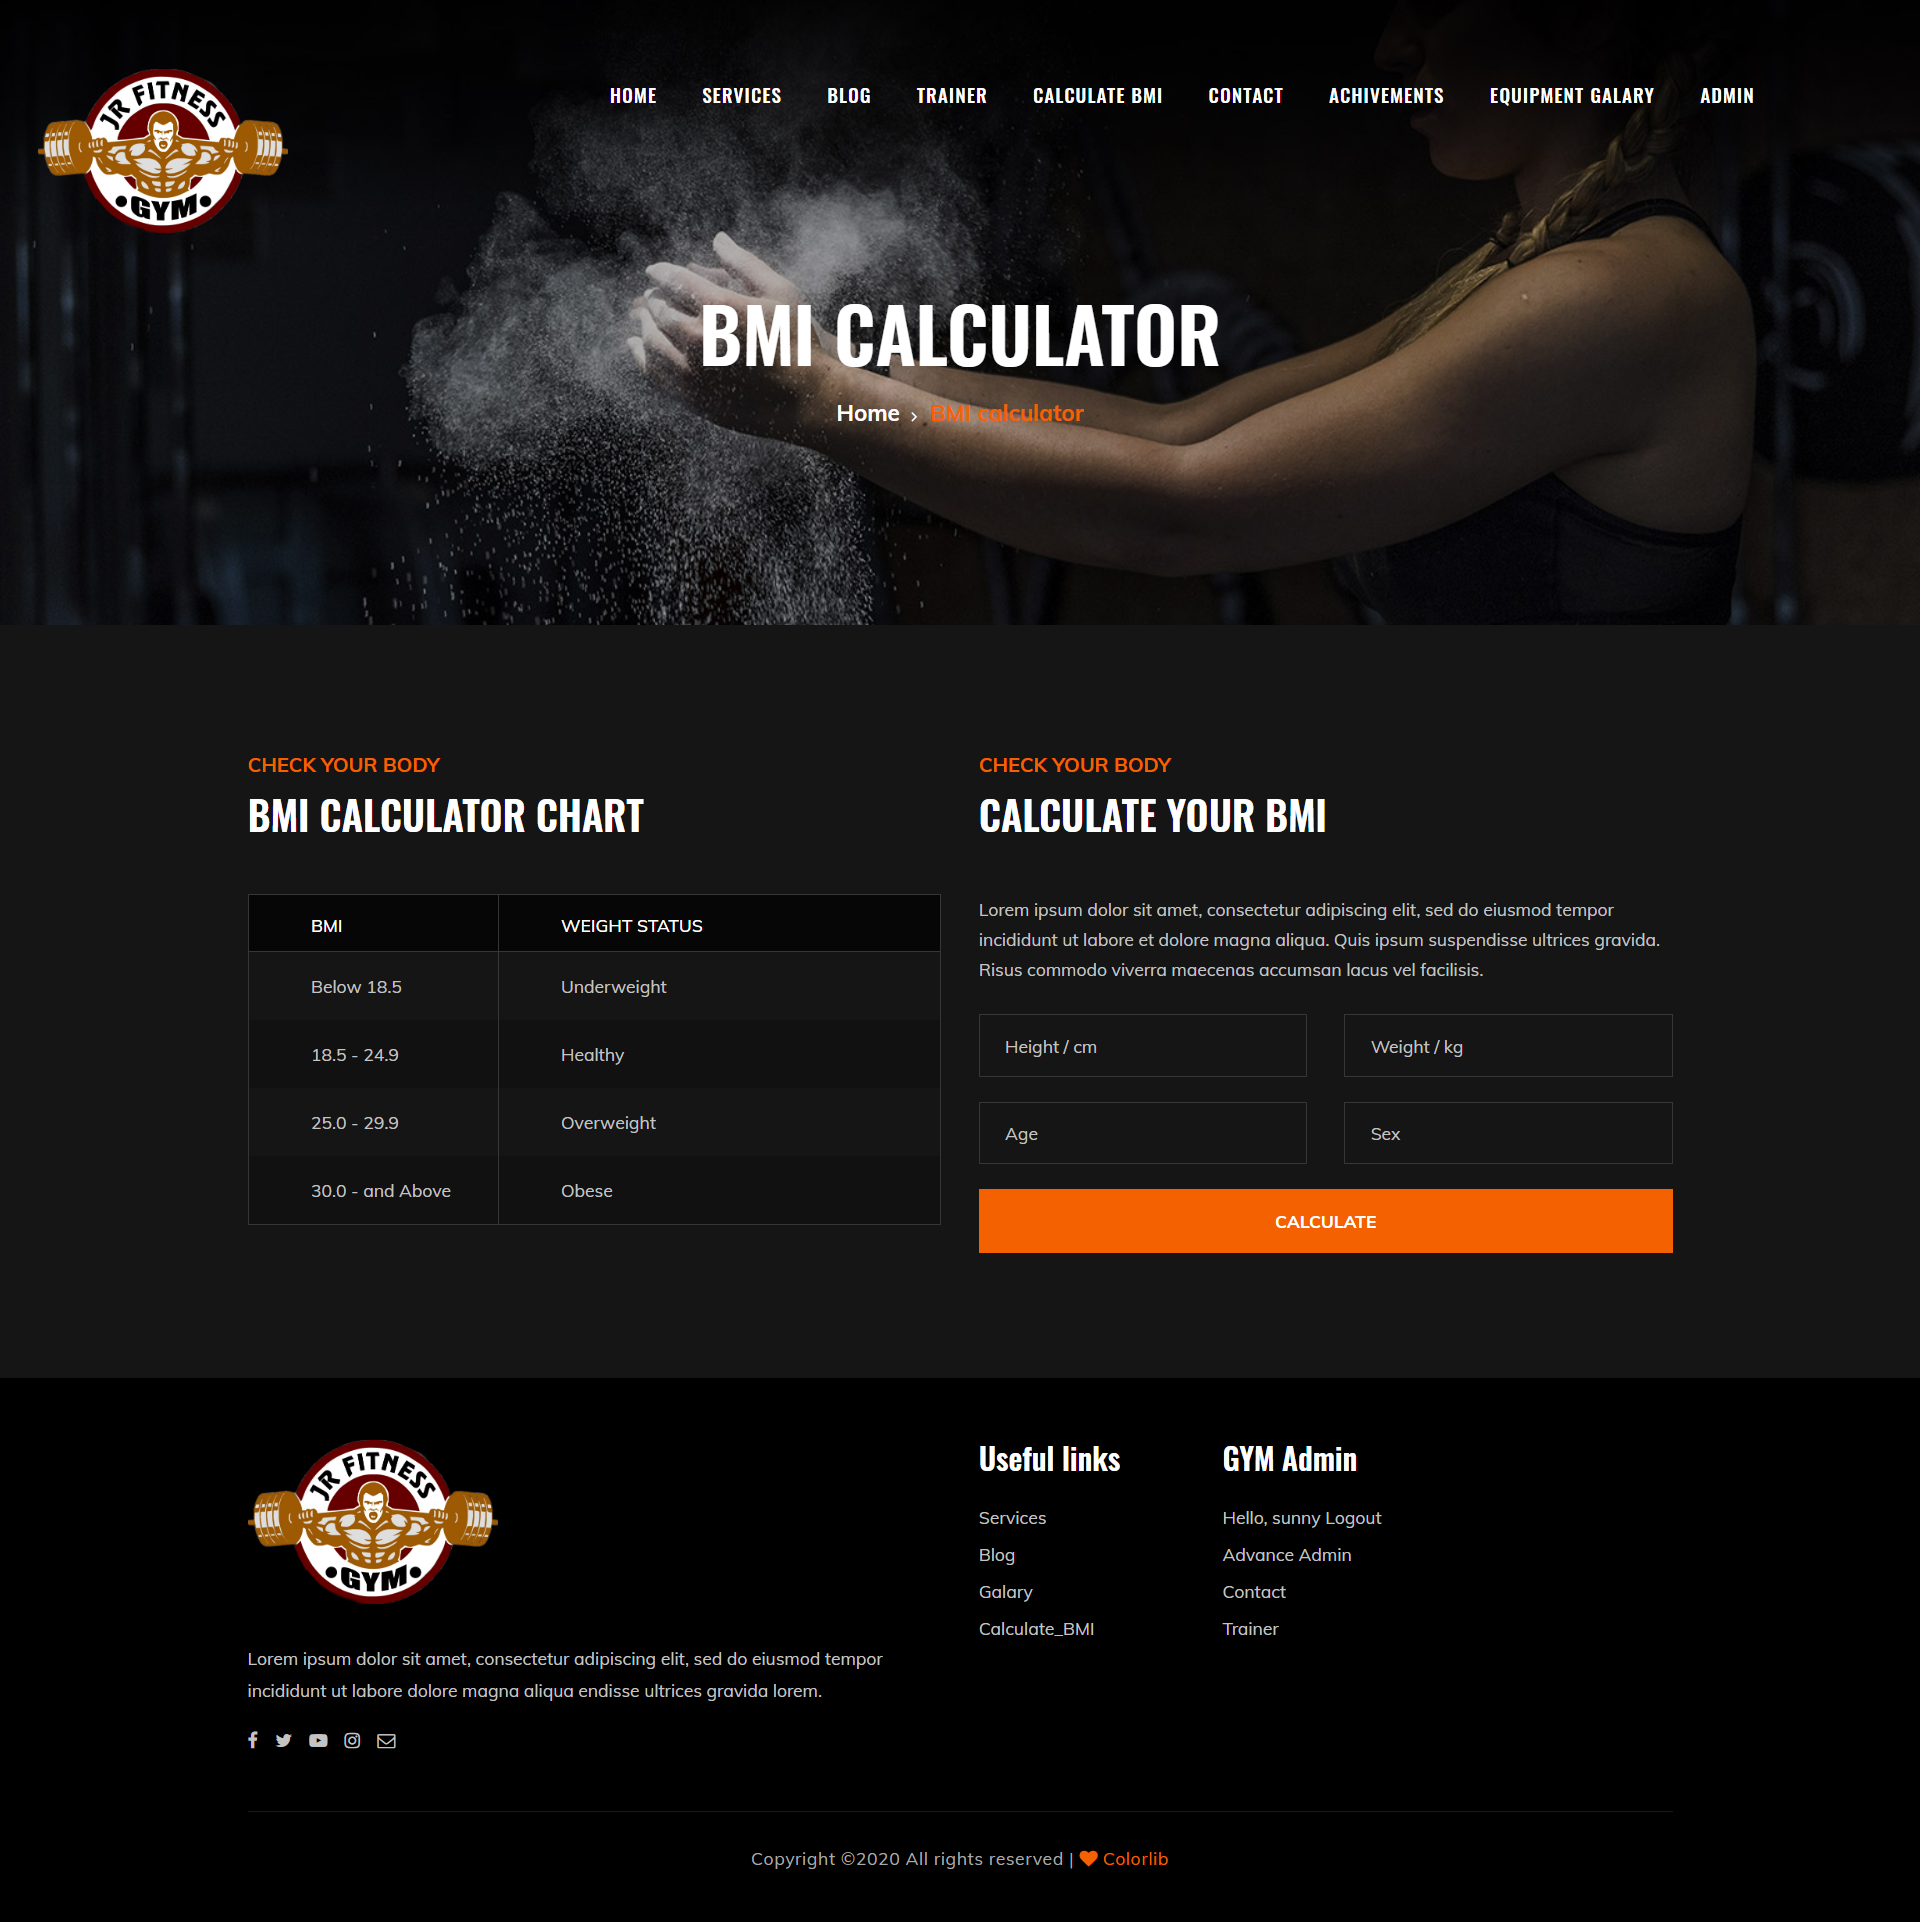 JR FITNESS
GYM
HOME SERVICES BLOG TRAINER CALCULATE BMI CONTACT ACHIVEMENTS EQUIPMENT GALARY ADMIN
BMI CALCULATOR
Home BMI calculator
CHECK YOUR BODY
BMI CALCULATOR CHART
BMI WEIGHT STATUS
Below 18.5 Underweight
18.5 - 24.9 Healthy
25.0 - 29.9 Overweight
30.0 - and Above Obese
CHECK YOUR BODY
CALCULATE YOUR BMI
Lorem ipsum dolor sit amet, consectetur adipiscing elit, sed do eiusmod tempor
incididunt ut labore et dolore magna aliqua. Quis ipsum suspendisse ultrices gravida.
Risus commodo viverra maecenas accumsan lacus vel facilisis.
Height / cm Weight / kg
Age Sex
CALCULATE
JR FITNESS
GYM
Lorem ipsum dolor sit amet, consectetur adipiscing elit, sed do eiusmod tempor
incididunt ut labore dolore magna aliqua endisse ultrices gravida lorem.
Useful links
Services
Blog
Galary
Calculate_BMI
GYM Admin
Hello, sunny Logout
Advance Admin
Contact
Trainer
Copyright ©2020 All rights reserved | Colorlib